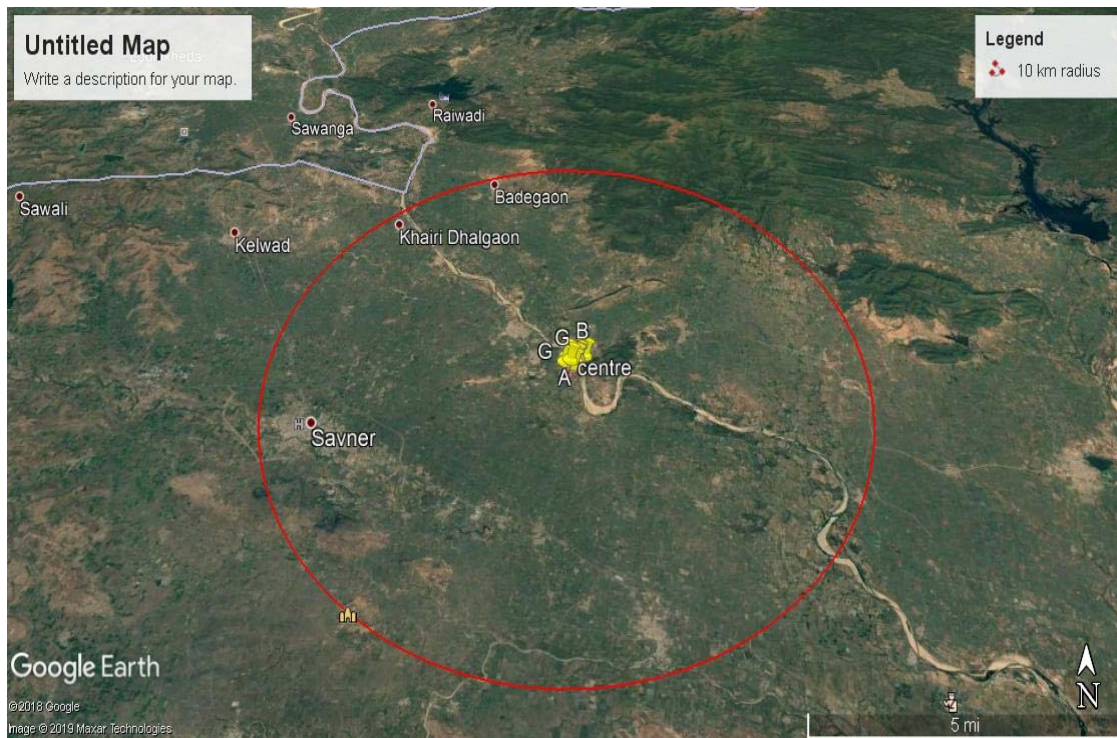 Untitled Map
Write a description for your map.
Legend
10 km radius
Sawanga
Raiwadi
Badegaon
Sawali
Kelwad
Khairi Dhalgaon
G
G
B
A
centre
H
Savner
Google Earth
©2018 Google
Image © 2019 Maxar Technologies
N
5 mi